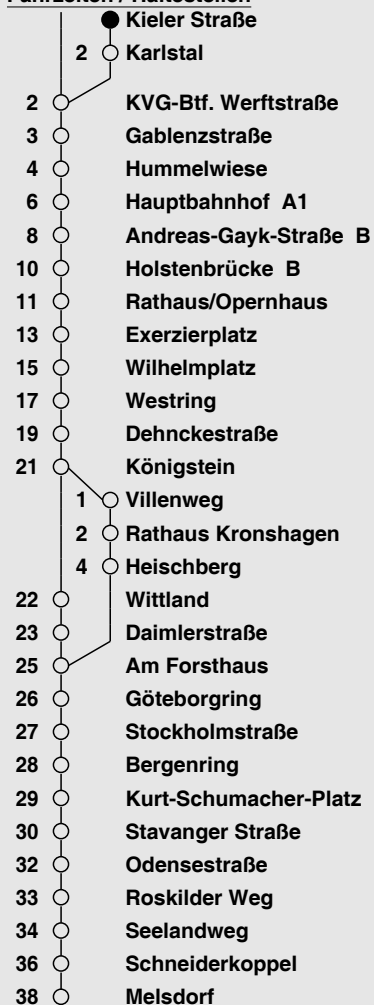 Fahrzeiten / Haltestellen
Kieler Straße
2 Karlstal
2 KVG-Btf. Werftstraße
3 Gablenzstraße
4 Hummelwiese
6 Hauptbahnhof A1
8 Andreas-Gayk-Straße B
10 Holstenbrücke B
11 Rathaus/Opernhaus
13 Exerzierplatz
15 Wilhelmplatz
17 Westring
19 Dehnckestraße
21 Königstein
1 Villenweg
2 Rathaus Kronshagen
4 Heischberg
22 Wittland
23 Daimlerstraße
25 Am Forsthaus
26 Göteborgring
27 Stockholmstraße
28 Bergenring
29 Kurt-Schumacher-Platz
30 Stavanger Straße
32 Odensestraße
33 Roskilder Weg
34 Seelandweg
36 Schneiderkoppel
38 Melsdorf